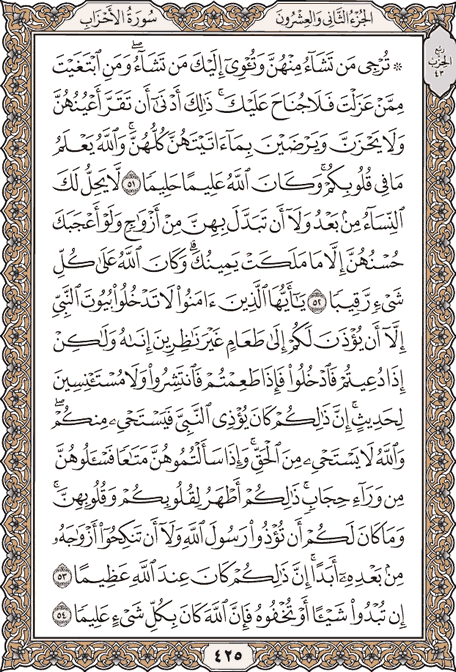 الجزء الثاني والعشرون
سورة الأحزاب
ربع
الحزب
٤٣
۞ تُرْجِي مَن تَشَآءُ مِنْهُنَّ وَتُـْٔوِىٓ إِلَيْكَ مَن تَشَآءُ ۖ وَمَنِ ٱبْتَغَيْتَ
مِمَّنْ عَزَلْتَ فَلَا جُنَاحَ عَلَيْكَ ۚ ذَٰلِكَ أَدْنَىٰٓ أَن تَقَرَّ أَعْيُنُهُنَّ
وَلَا يَحْزَنَّ وَيَرْضَيْنَ بِمَآ ءَاتَيْتَهُنَّ كُلُّهُنَّ ۚ وَٱللَّهُ يَعْلَمُ
مَا فِى قُلُوبِكُمْ ۚ وَكَانَ ٱللَّهُ عَلِيمًا حَلِيمًا ٥١ لَّا يَحِلُّ لَكَ
ٱلنِّسَآءُ مِنۢ بَعْدُ وَلَآ أَن تَبَدَّلَ بِهِنَّ مِنْ أَزْوَٰجٍ وَلَوْ أَعْجَبَكَ
حُسْنُهُنَّ إِلَّا مَا مَلَكَتْ يَمِينُكَ ۗ وَكَانَ ٱللَّهُ عَلَىٰ كُلِّ
شَىْءٍ رَّقِيبًا ٥٢ يَـٰٓأَيُّهَا ٱلَّذِينَ ءَامَنُوا۟ لَا تَدْخُلُوا۟ بُيُوتَ ٱلنَّبِىِّ
إِلَّآ أَن يُؤْذَنَ لَكُمْ إِلَىٰ طَعَامٍ غَيْرَ نَـٰظِرِينَ إِنَىٰهُ وَلَـٰكِنْ
إِذَا دُعِيتُمْ فَٱدْخُلُوا۟ فَإِذَا طَعِمْتُمْ فَٱنتَشِرُوا۟ وَلَا مُسْتَـْٔنِسِينَ
لِحَدِيثٍ ۚ إِنَّ ذَٰلِكُمْ كَانَ يُؤْذِى ٱلنَّبِىَّ فَيَسْتَحْىِۦ مِنكُمْ ۖ
وَٱللَّهُ لَا يَسْتَحْىِۦ مِنَ ٱلْحَقِّ ۚ وَإِذَا سَأَلْتُمُوهُنَّ مَتَـٰعًا فَسْـَٔلُوهُنَّ
مِن وَرَآءِ حِجَابٍ ۚ ذَٰلِكُمْ أَطْهَرُ لِقُلُوبِكُمْ وَقُلُوبِهِنَّ ۚ
وَمَا كَانَ لَكُمْ أَن تُؤْذُوا۟ رَسُولَ ٱللَّهِ وَلَآ أَن تَنكِحُوٓا۟ أَزْوَٰجَهُۥ
مِنۢ بَعْدِهِۦٓ أَبَدًا ۚ إِنَّ ذَٰلِكُمْ كَانَ عِندَ ٱللَّهِ عَظِيمًا ٥٣
إِن تُبْدُوا۟ شَيْـًٔا أَوْ تُخْفُوهُ فَإِنَّ ٱللَّهَ كَانَ بِكُلِّ شَىْءٍ عَلِيمًا ٥٤
٤٢٥